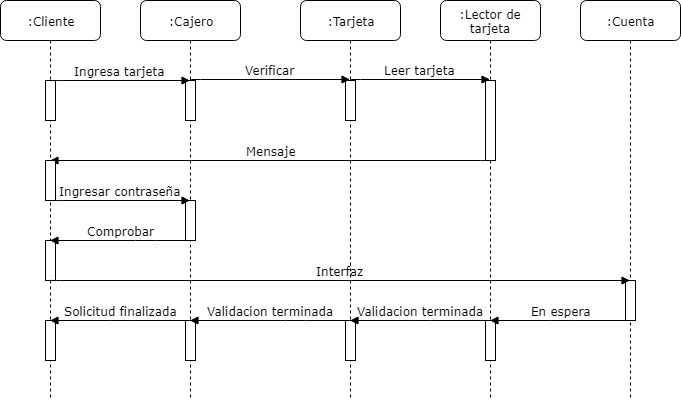 :Cliente
:Cajero
:Tarjeta
:Lector de
tarjeta
:Cuenta
Ingresa tarjeta
Verificar
Leer tarjeta
Mensaje
Ingresar contraseña
Comprobar
Interfaz
Solicitud finalizada
Validacion terminada
Validacion terminada
En espera